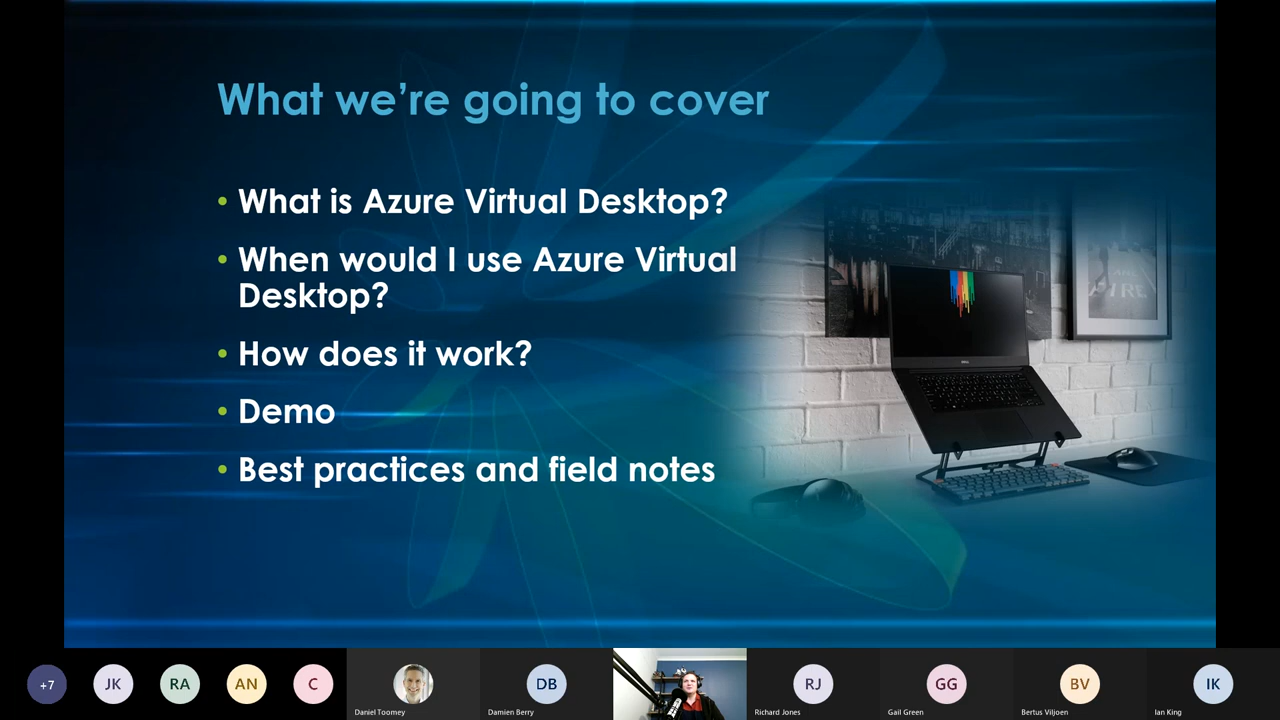 What we're going to cover
• What is Azure Virtual Desktop?
• When would I use Azure Virtual
Desktop?
• How does it work?
• Demo
• Best practices and field notes
+7
JK
RA
AN
C
Daniel Toomey
DB
Damien Berry
RJ
Richard Jones
GG
Gail Green
BV
Bertus Viljoen
IK
Ian King